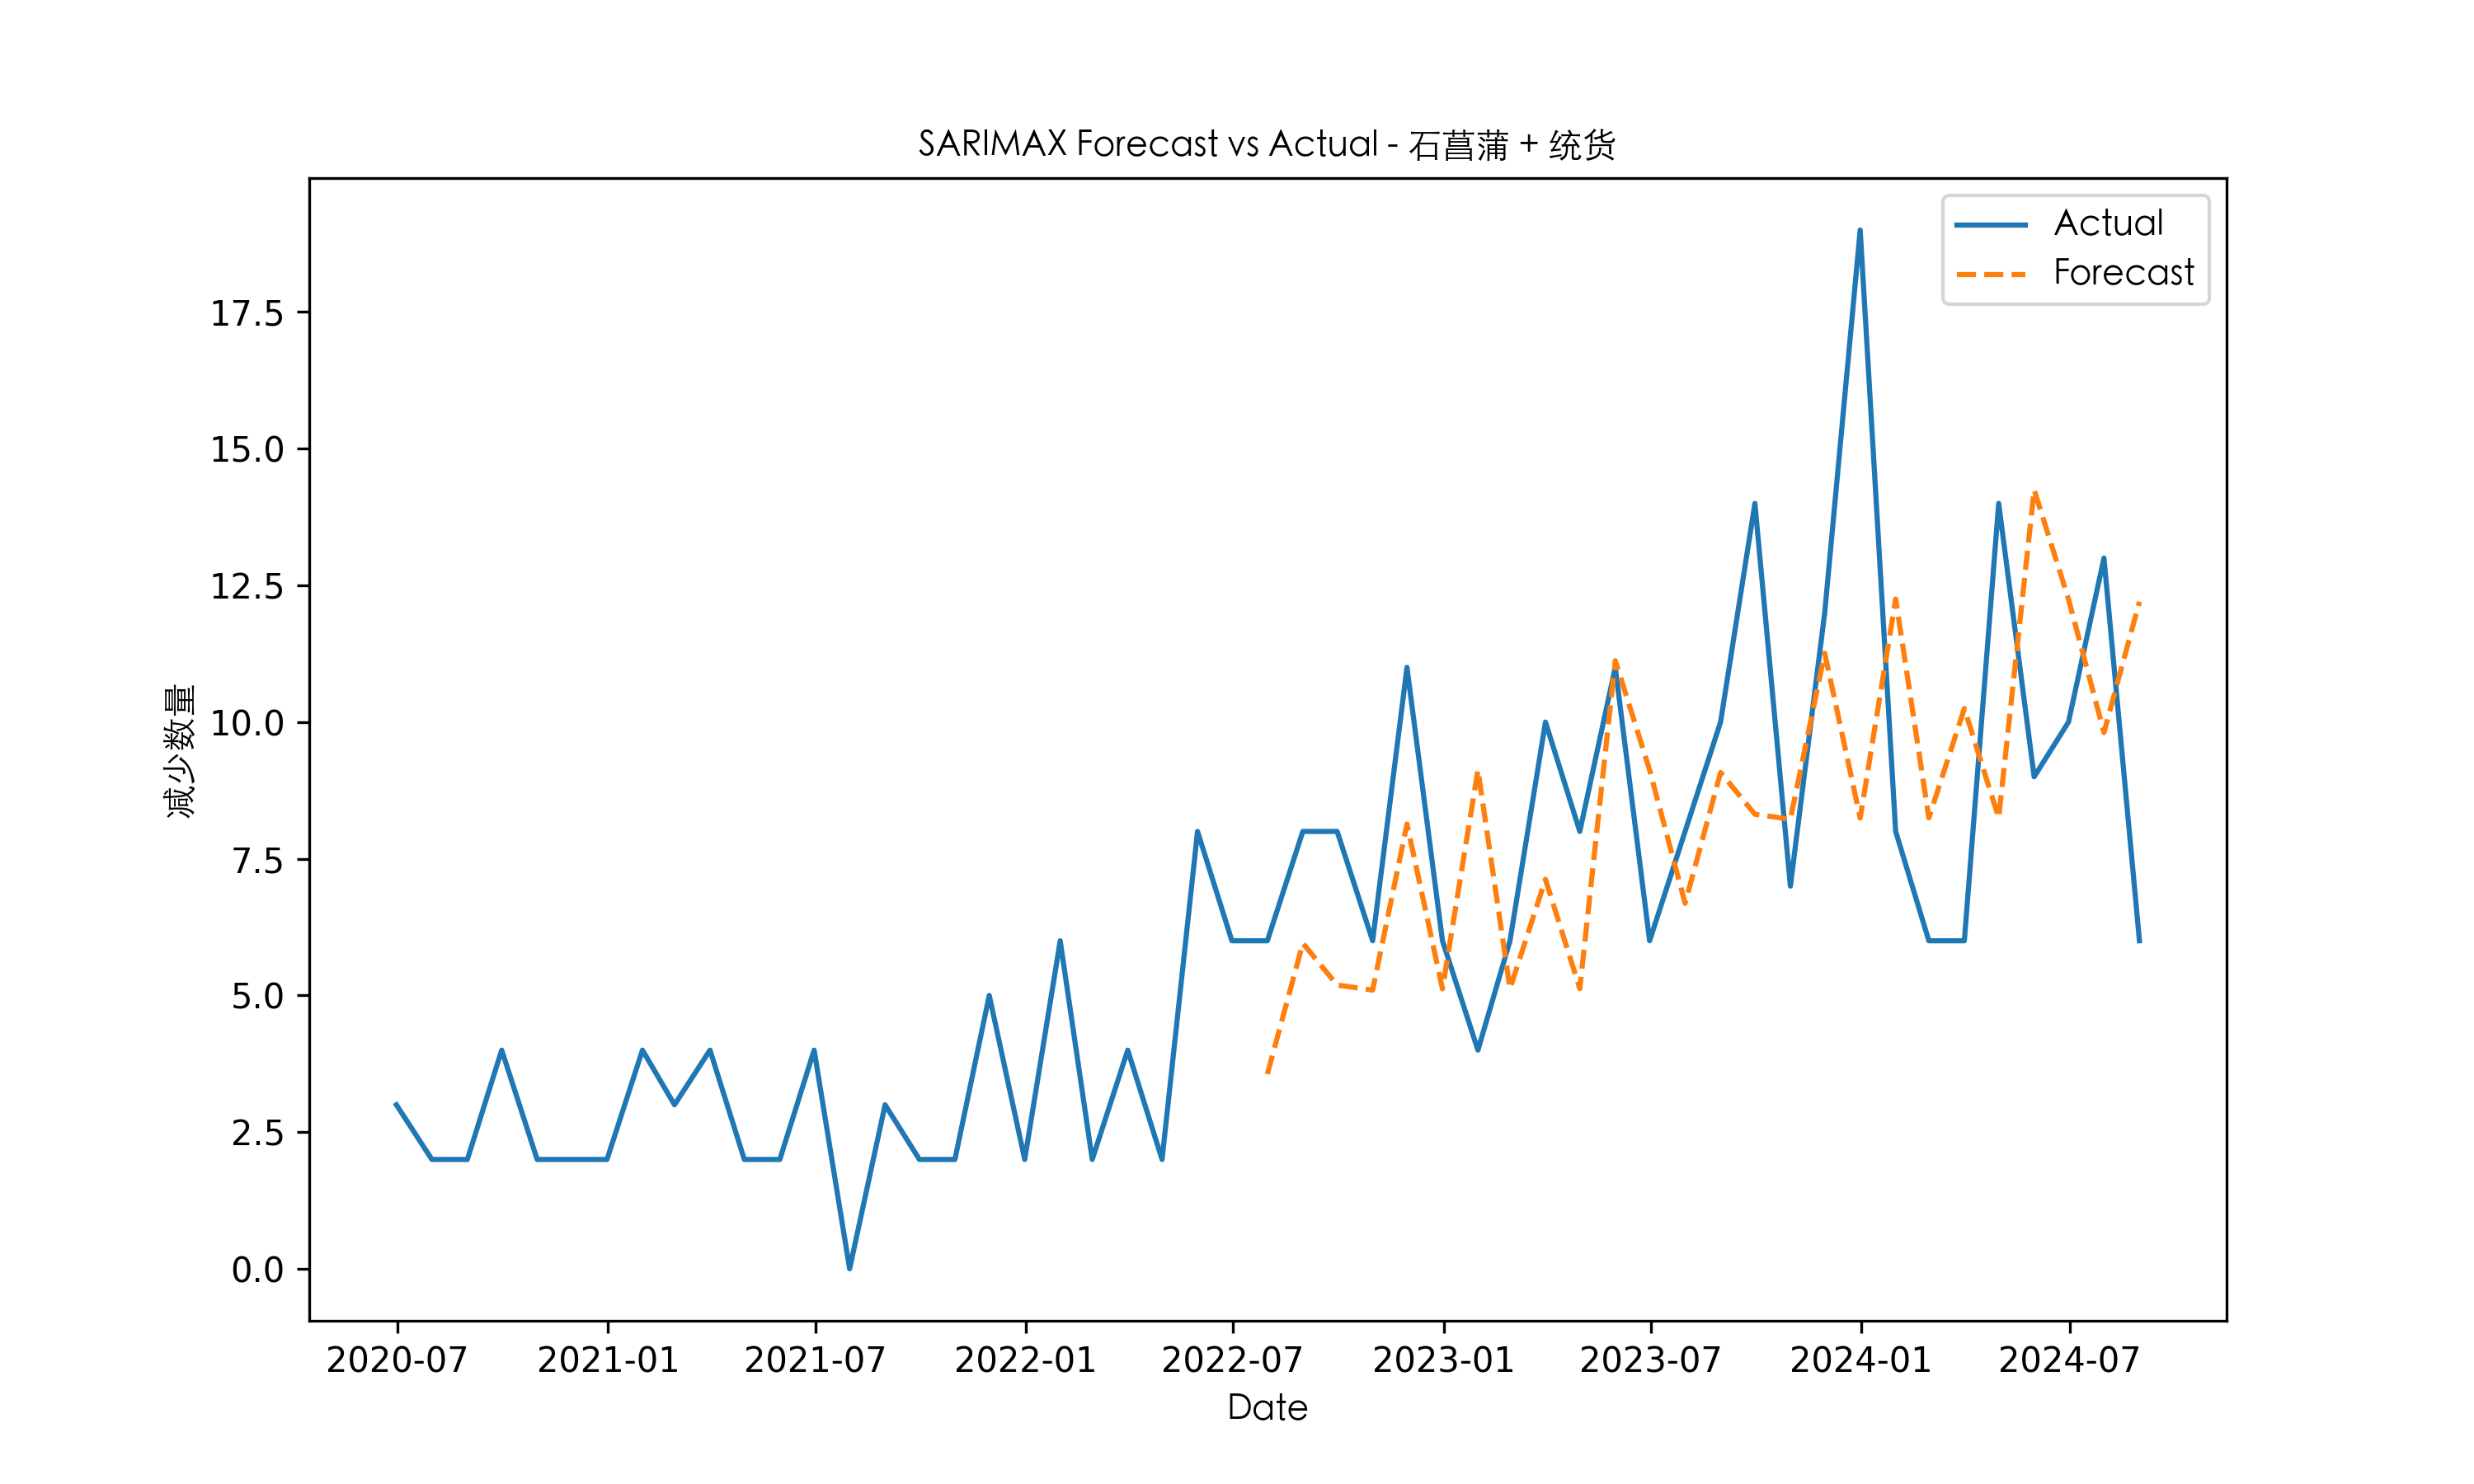 SARIMAX Forecast vs Actual - 石菖蒲 + 统货
Actual
Forecast
减少数量
17.5
15.0
12.5
10.0
7.5
5.0
2.5
0.0
2020-07 2021-01 2021-07 2022-01 2022-07 2023-01 2023-07 2024-01 2024-07
Date